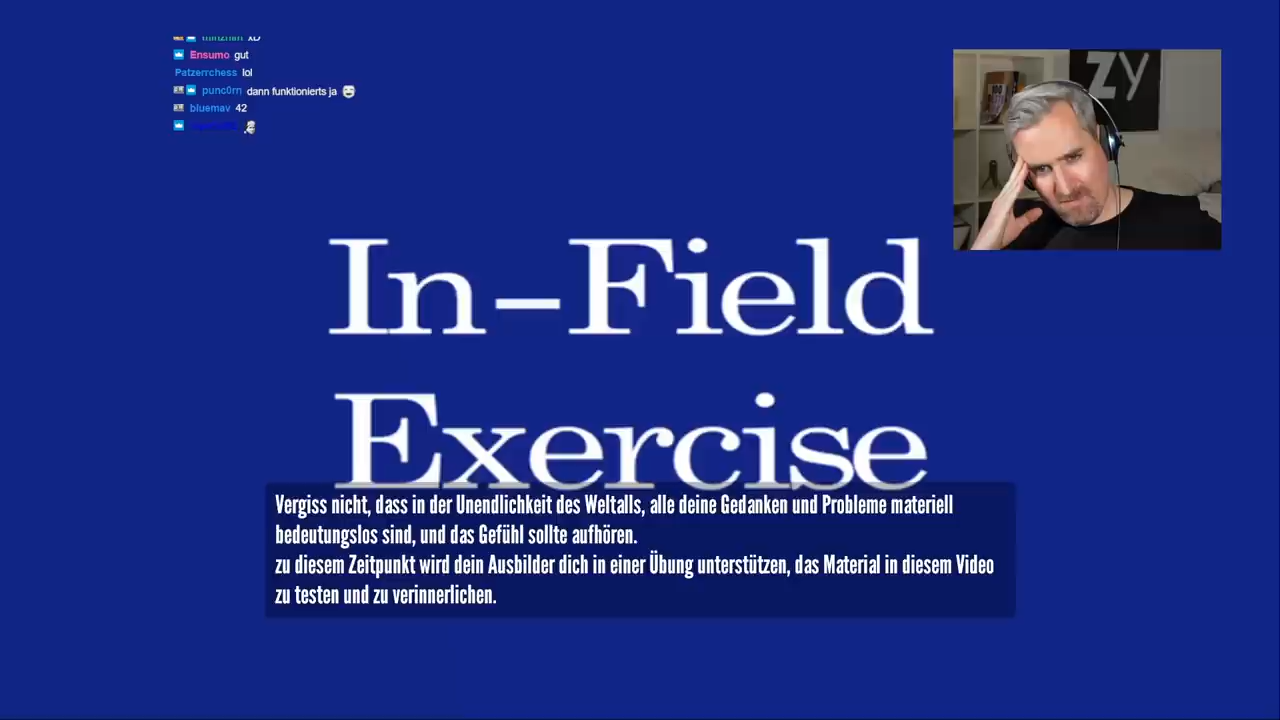 xD
Ensumo gut
Patzerrchess lol
punc0rn dann funktionierts ja
bluemav 42
ZY
In-Field
Exercise
Vergiss nicht, dass in der Unendlichkeit des Weltalls, alle deine Gedanken und Probleme materiell
bedeutungslos sind, und das Gefühl sollte aufhören.
zu diesem Zeitpunkt wird dein Ausbilder dich in einer Übung unterstützen, das Material in diesem Video
zu testen und zu verinnerlichen.